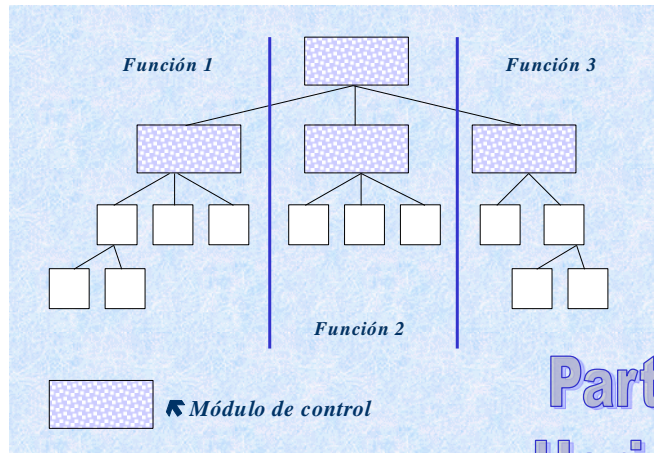 Función 1
Función 3
Función 2
Módulo de control
Part